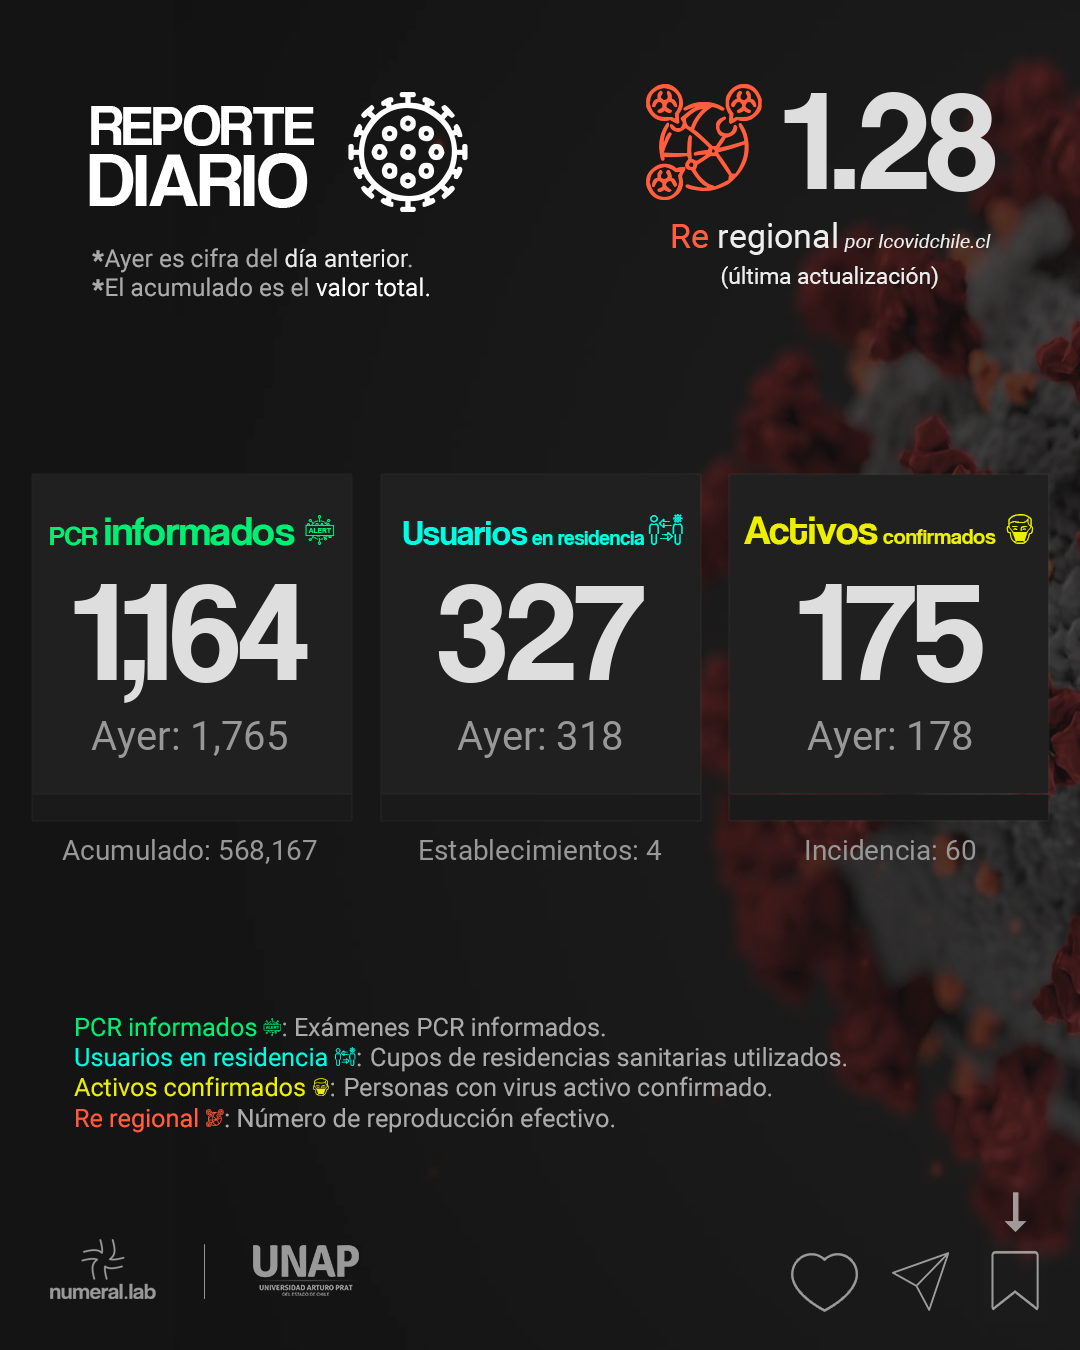 REPORTE
DIARIO
*Ayer es cifra del día anterior.
*El acumulado es el valor total.
1.28
Re regional por Icovidchile.cl
(última actualización)
PCR informados ALERT
1,164
Ayer: 1,765
Acumulado: 568,167
Usuarios en residencia
327
Ayer: 318
Establecimientos: 4
Activos confirmados
175
Ayer: 178
Incidencia: 60
PCR informados ALERT: Exámenes PCR informados.
Usuarios en residencia : Cupos de residencias sanitarias utilizados.
Activos confirmados : Personas con virus activo confirmado.
Re regional : Número de reproducción efectivo.
numeral.lab
UNAP
UNIVERSIDAD ARTURO PRAT
DEL ESTADO DE CHILE